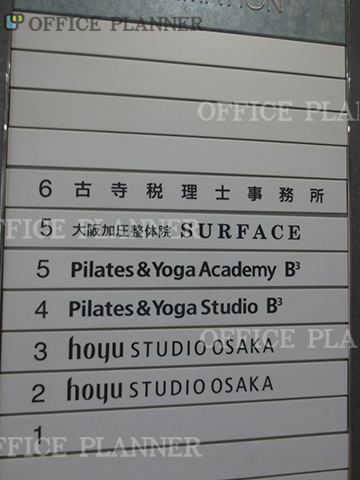 OFFICE PLANNER
OFFICE PLANNER
6 古寺税理士事務所
5 大阪加圧整体院 SURFACE
5 Pilates&Yoga Academy B³
4 Pilates&Yoga Studio B³
OFFICE PLANNER
3 hoyu STUDIO OSAKA
2 hoyu STUDIO OSAKA
1
OFFICE PLANNER